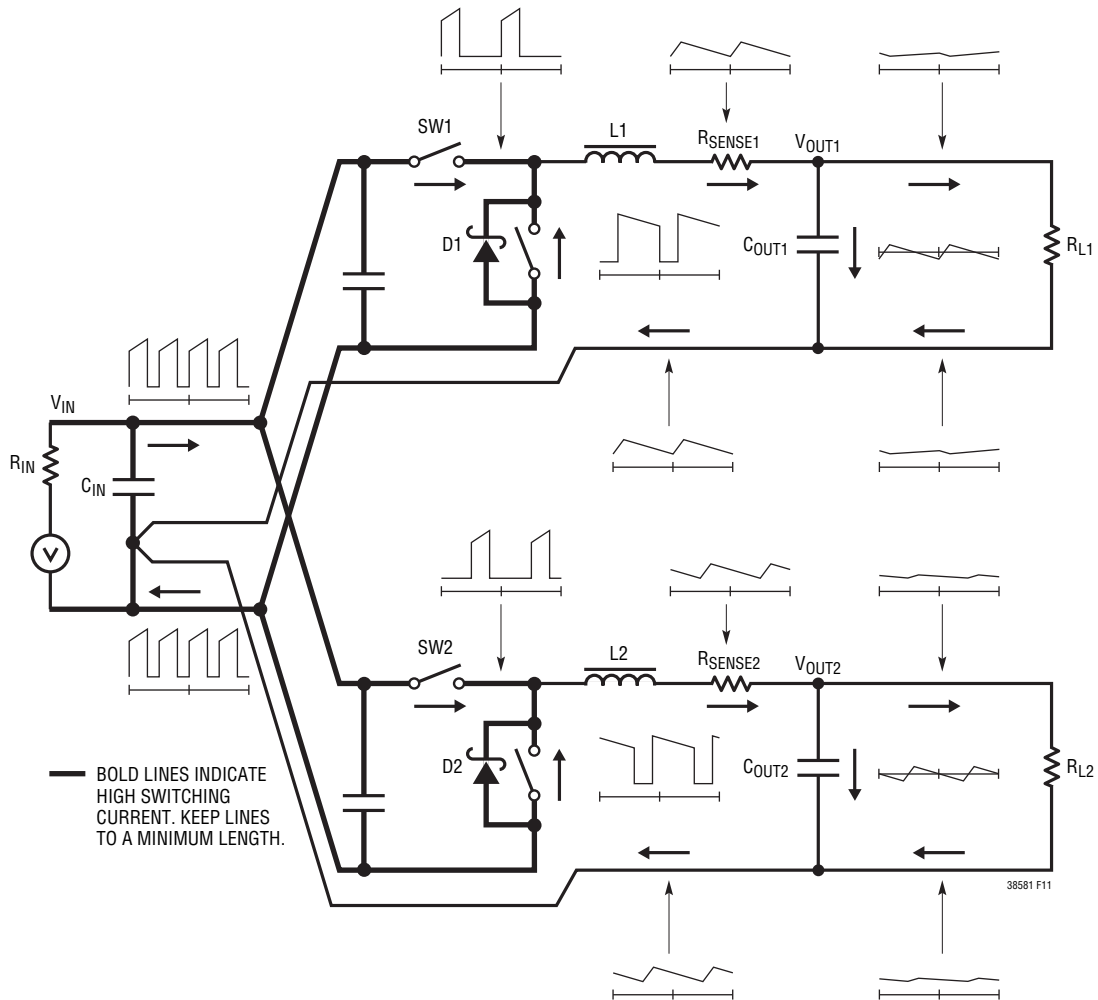 SW1
L1
RSENSE1
VOUT1
D1
COUT1
RL1
VIN
RIN
CIN
V
SW2
L2
RSENSE2
VOUT2
D2
COUT2
RL2
BOLD LINES INDICATE
HIGH SWITCHING
CURRENT. KEEP LINES
TO A MINIMUM LENGTH.
38581 F11